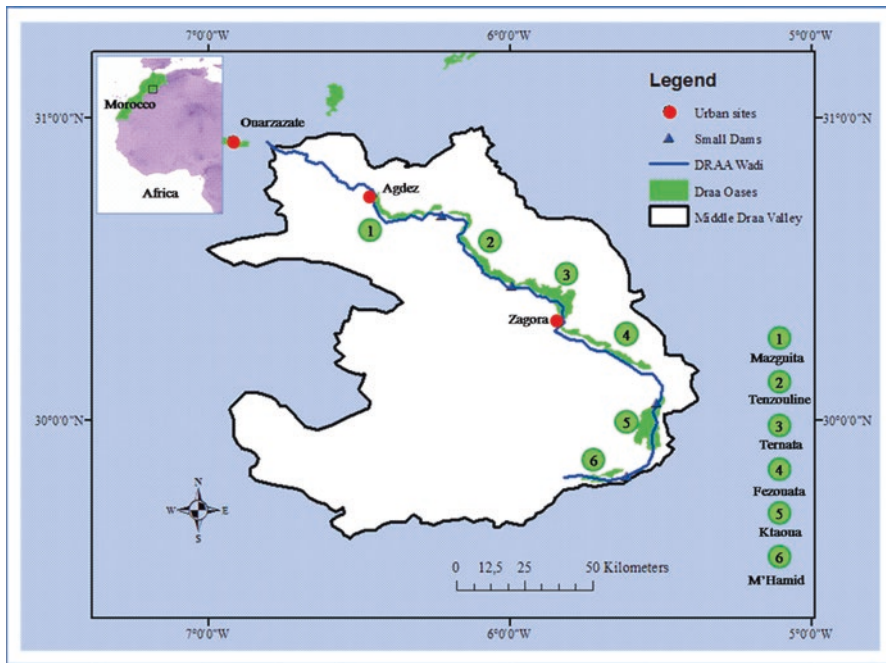 7°0'0"W
6°0'0"W
5°0'0"W
31°0'0"N
31°0'0"N
Morocco
Africa
Ouarzazate
Legend
Urban sites
Small Dams
DRAA Wadi
Draa Oases
Middle Draa Valley
Agdez
1
2
3
Zagora
4
5
6
30°0'0"N
30°0'0"N
1
Mazgnita
2
Tenzouline
3
Ternata
4
Fezouata
5
Ktaoua
6
M'Hamid
N
W
E
S
0 12,5 25 50 Kilometers
7°0'0"W
6°0'0"W
5°0'0"W